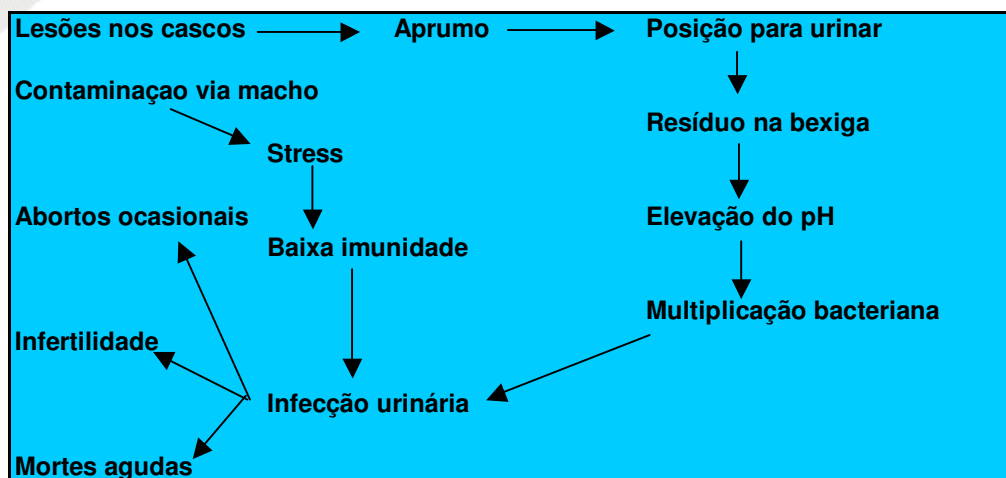 Lesões nos cascos
Aprumo
Posição para urinar
Contaminaçao via macho
Resíduo na bexiga
Stress
Abortos ocasionais
Elevação do pH
Baixa imunidade
Multiplicação bacteriana
Infertilidade
Infecção urinária
Mortes agudas